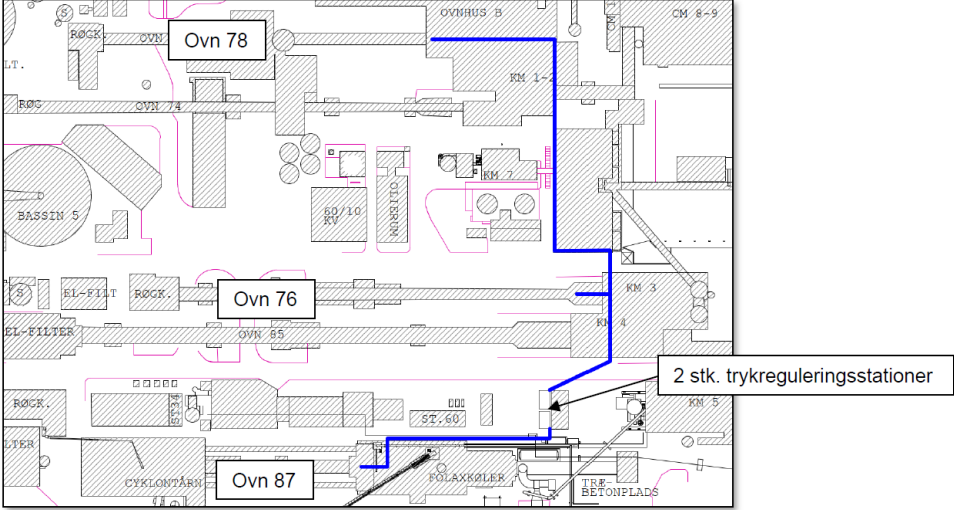 OVNHUS B
CM 8-9
S
RØGK.
Ovn 78
OVN
KM 1-2
RØG
OVN 74
KM 7
BASSIN 5
60/10
KV
OLIERUM
S
EL-FILT
RØGK.
Ovn 76
KM 3
KM 4
EL-FILTER
OVN 85
2 stk. trykreguleringsstationer
RØGK.
ST34
ST.60
KM 5
LTER
CYKLONTÅRN
Ovn 87
FOLAXKØLER
TRÆ-
BETONPLADS